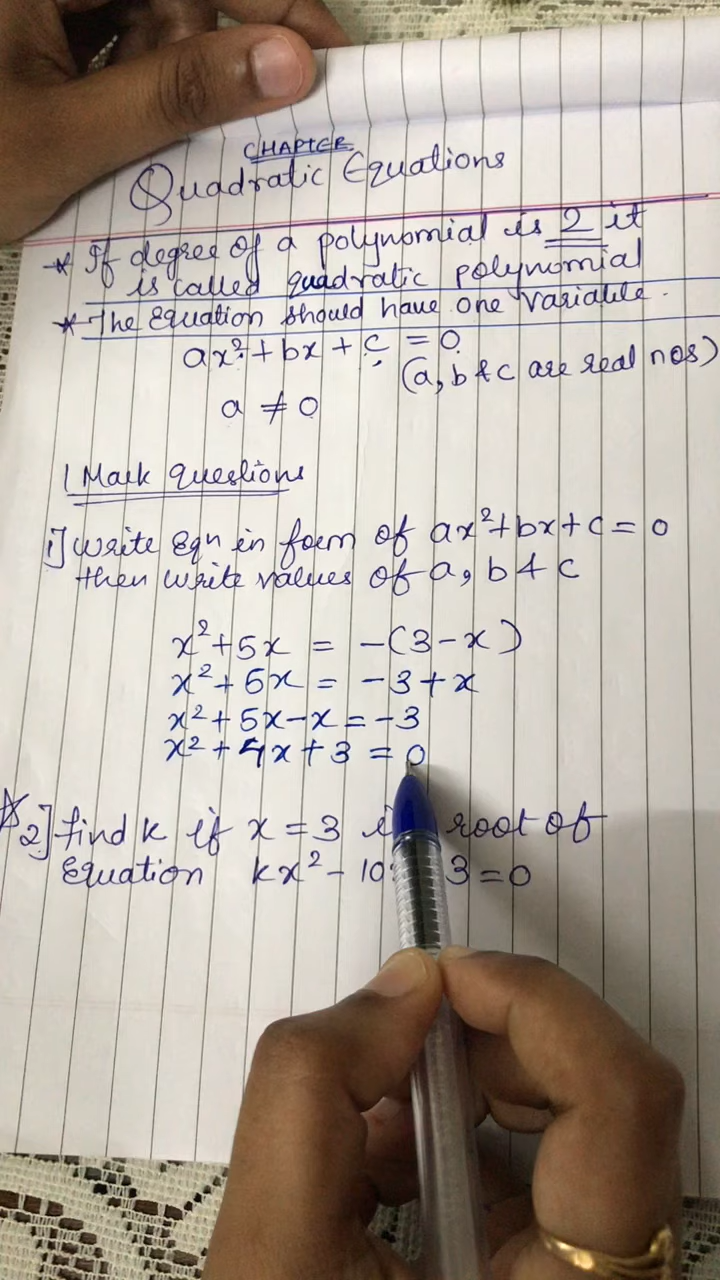 CHAPTER
Quadratic Equations
* If degree of a polynomial is 2 it
is called quadratic polynomial
* The Equation should have one variable.
ax²+bx+c = 0
(a, b & c are real nos)
a ≠ 0
1 Mark questions
1] Write Eqn in form of ax²+bx+c=0
then write values of a, b & c
x²+5x = -(3-x)
x²+5x = -3+x
x²+5x-x=-3
x²+4x+3=0
☆2] find k if x=3 root of
Equation kx²-10 3=0